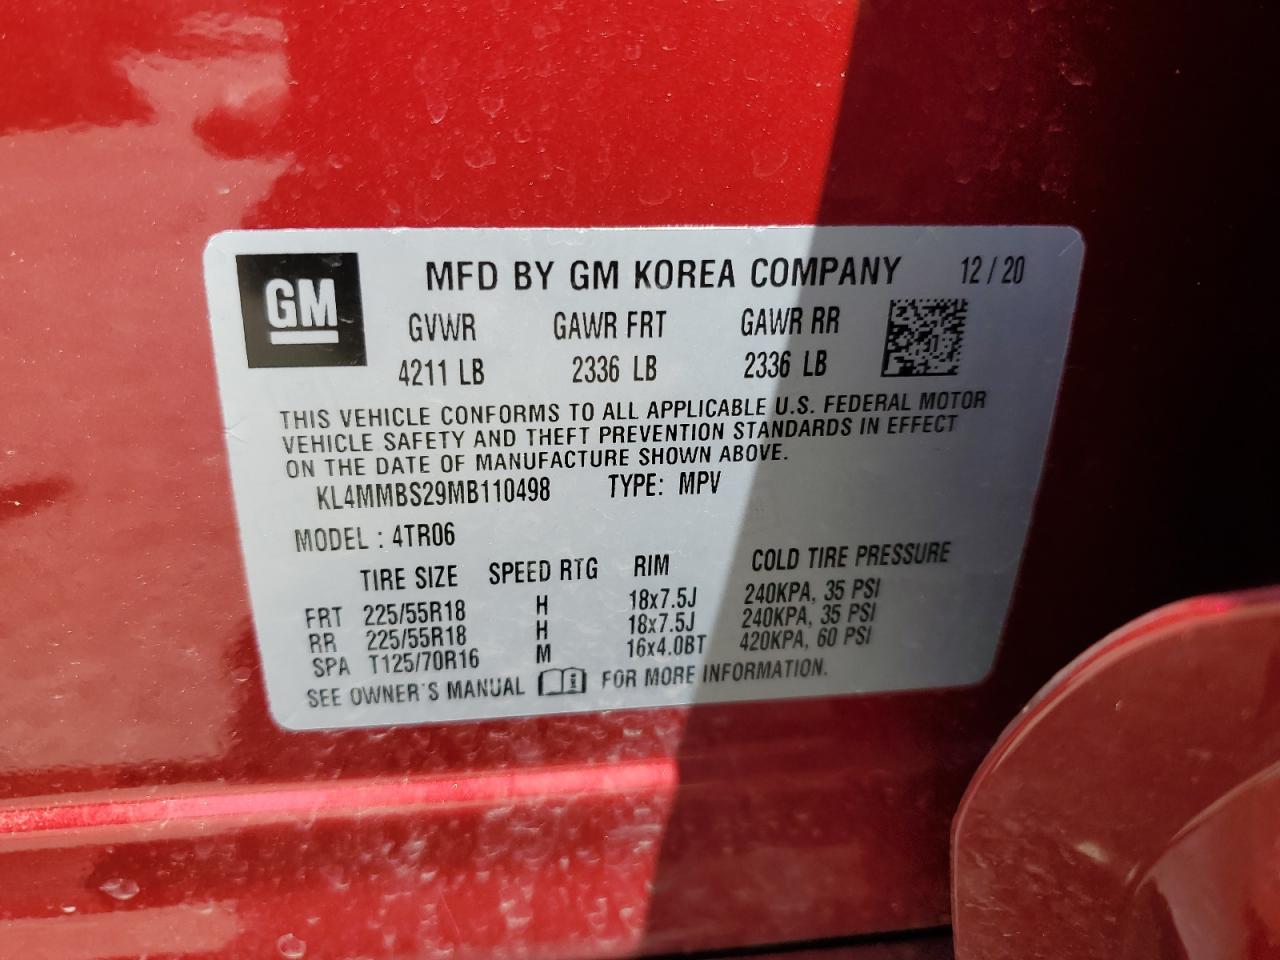 GM
MFD BY GM KOREA COMPANY 12/20
GVWR GAWR FRT GAWR RR
4211 LB 2336 LB 2336 LB
THIS VEHICLE CONFORMS TO ALL APPLICABLE U.S. FEDERAL MOTOR
VEHICLE SAFETY AND THEFT PREVENTION STANDARDS IN EFFECT
ON THE DATE OF MANUFACTURE SHOWN ABOVE.
KL4MMBS29MB110498 TYPE: MPV
MODEL : 4TR06
TIRE SIZE SPEED RTG RIM COLD TIRE PRESSURE
FRT 225/55R18 H 18x7.5J 240KPA, 35 PSI
RR 225/55R18 H 18x7.5J 240KPA, 35 PSI
SPA T125/70R16 M 16x4.0BT 420KPA, 60 PSI
SEE OWNER'S MANUAL i FOR MORE INFORMATION.